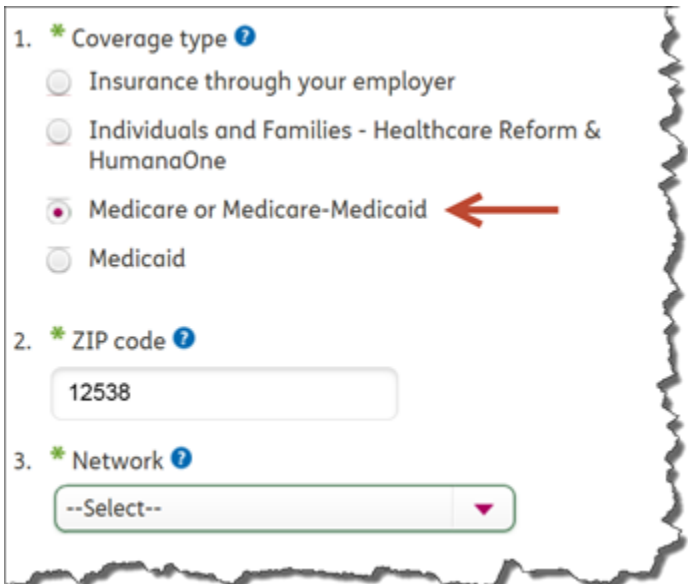 1. * Coverage type ?
Insurance through your employer
Individuals and Families - Healthcare Reform &
HumanaOne
Medicare or Medicare-Medicaid
Medicaid
2. * ZIP code ?
12538
3. * Network ?
--Select--